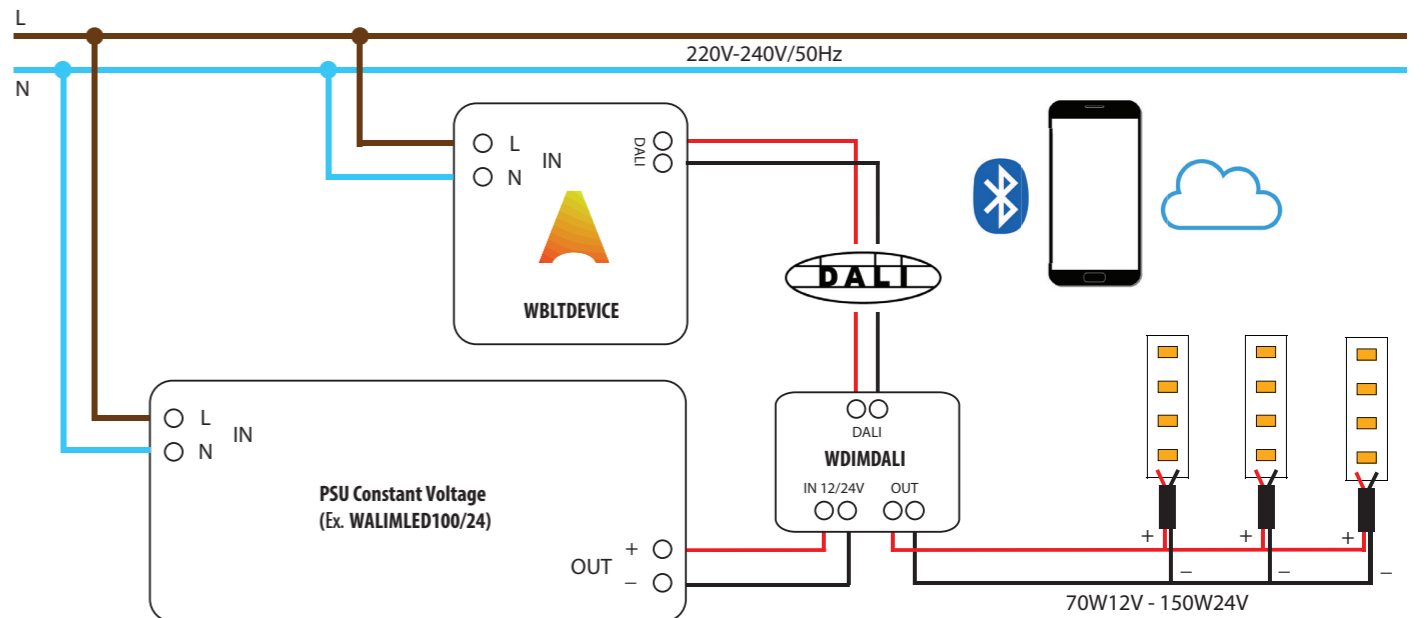 L
220V-240V/50Hz
N
L
IN
N
DALI
WBLTDEVICE
DALI
L
IN
N
PSU Constant Voltage
(Ex. WALIMLED100/24)
OUT
+
–
DALI
WDIMDALI
IN 12/24V OUT
+ + +
– – –
70W12V - 150W24V